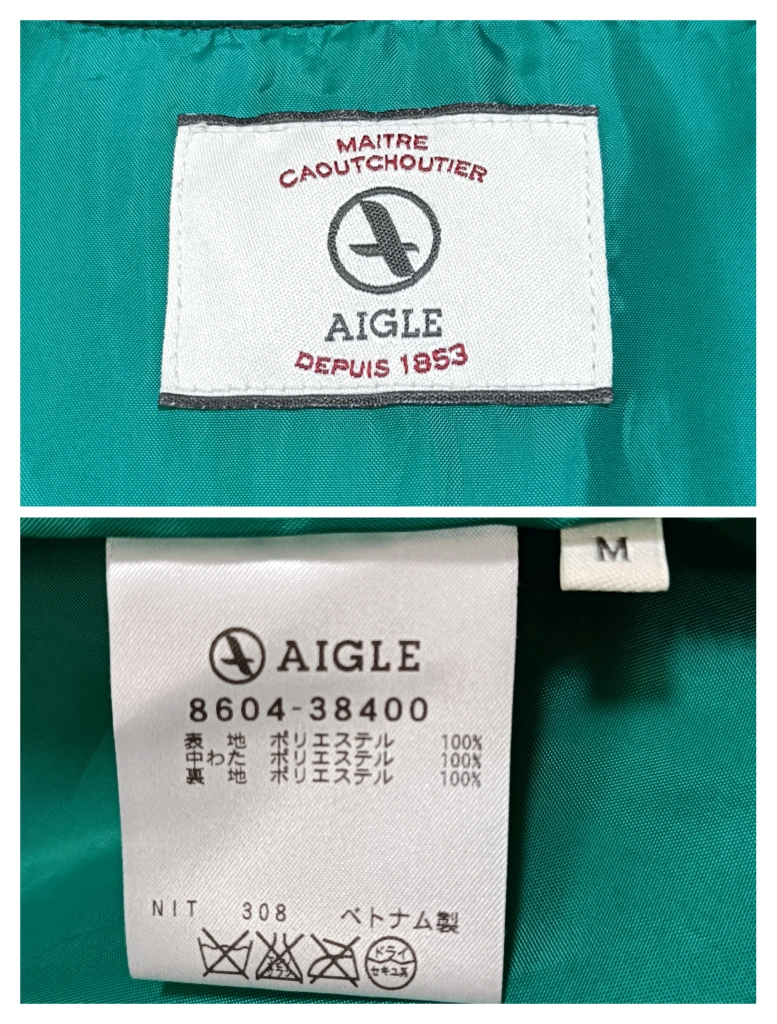 MAITRE
CAOUTCHOUTIER
AIGLE
DEPUIS 1853
M
AIGLE
8604-38400
表 地 ポリエステル 100%
中わた ポリエステル 100%
裏 地 ポリエステル 100%
NIT 308 ベトナム製
ドライ
セキユ系